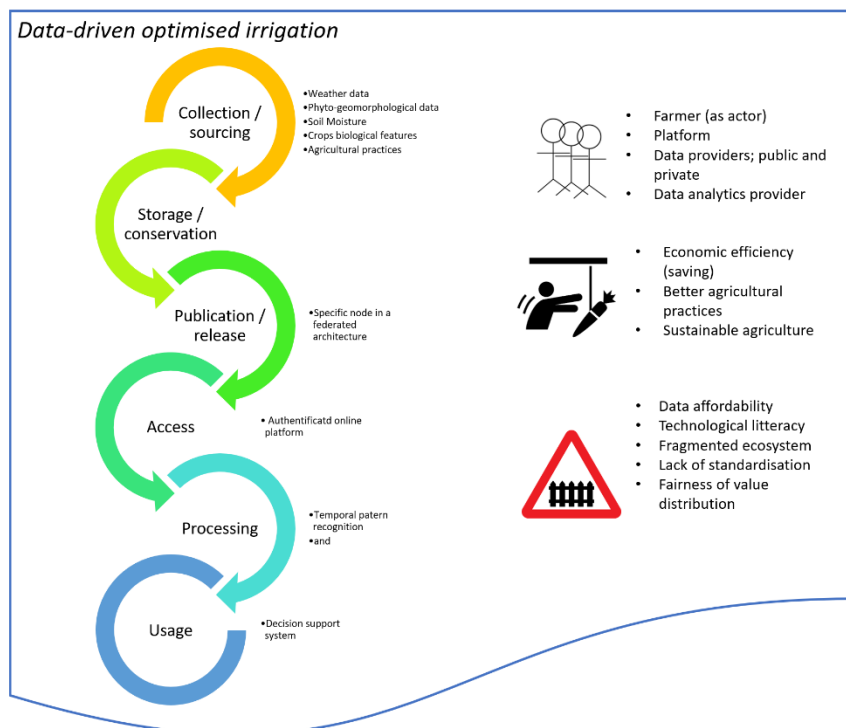 Data-driven optimised irrigation
Collection /
sourcing
•Weather data
•Phyto-geomorphological data
•Soil Moisture
•Crops biological features
•Agricultural practices
Storage /
conservation
Publication /
release
•Specific node in a
federated
architecture
Access
• Authentificatd online
platform
Processing
•Temporal patern
recognition
•and
Usage
•Decision support
system
• Farmer (as actor)
• Platform
• Data providers; public and
private
• Data analytics provider
• Economic efficiency
(saving)
• Better agricultural
practices
• Sustainable agriculture
• Data affordability
• Technological litteracy
• Fragmented ecosystem
• Lack of standardisation
• Fairness of value
distribution